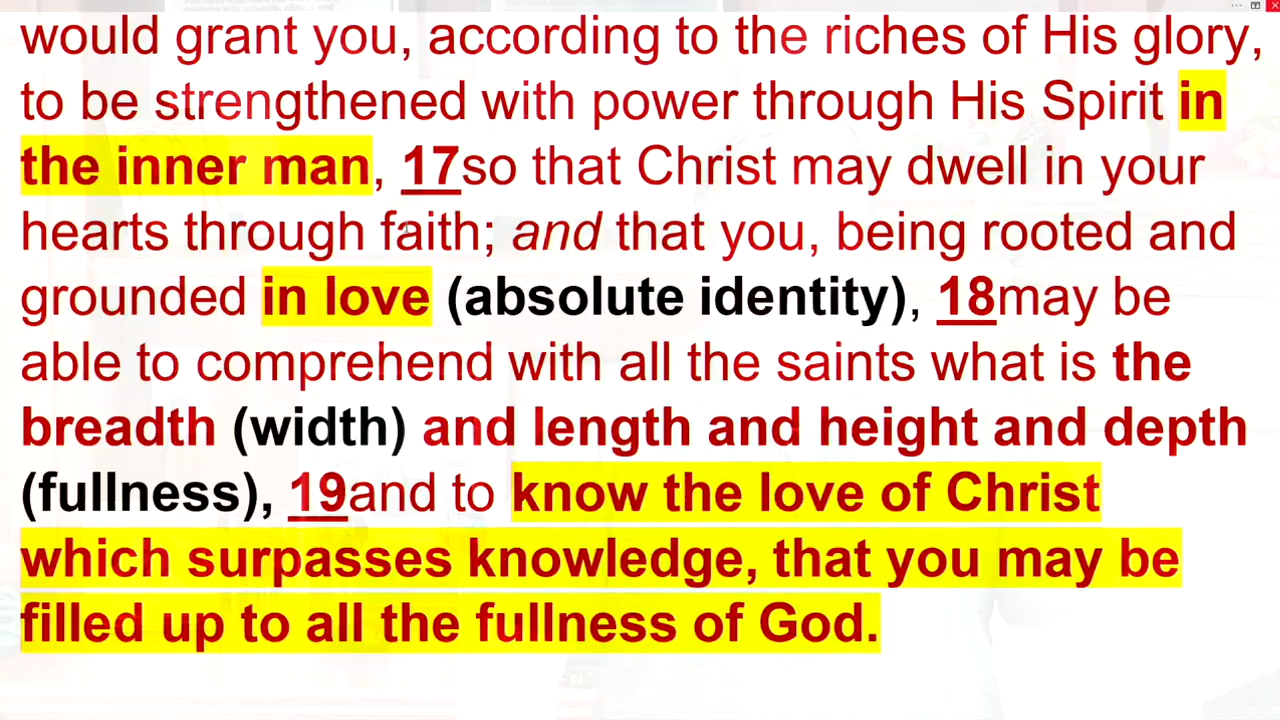 would grant you, according to the riches of His glory,
to be strengthened with power through His Spirit in
the inner man, 17so that Christ may dwell in your
hearts through faith; and that you, being rooted and
grounded in love (absolute identity), 18may be
able to comprehend with all the saints what is the
breadth (width) and length and height and depth
(fullness), 19and to know the love of Christ
which surpasses knowledge, that you may be
filled up to all the fullness of God.